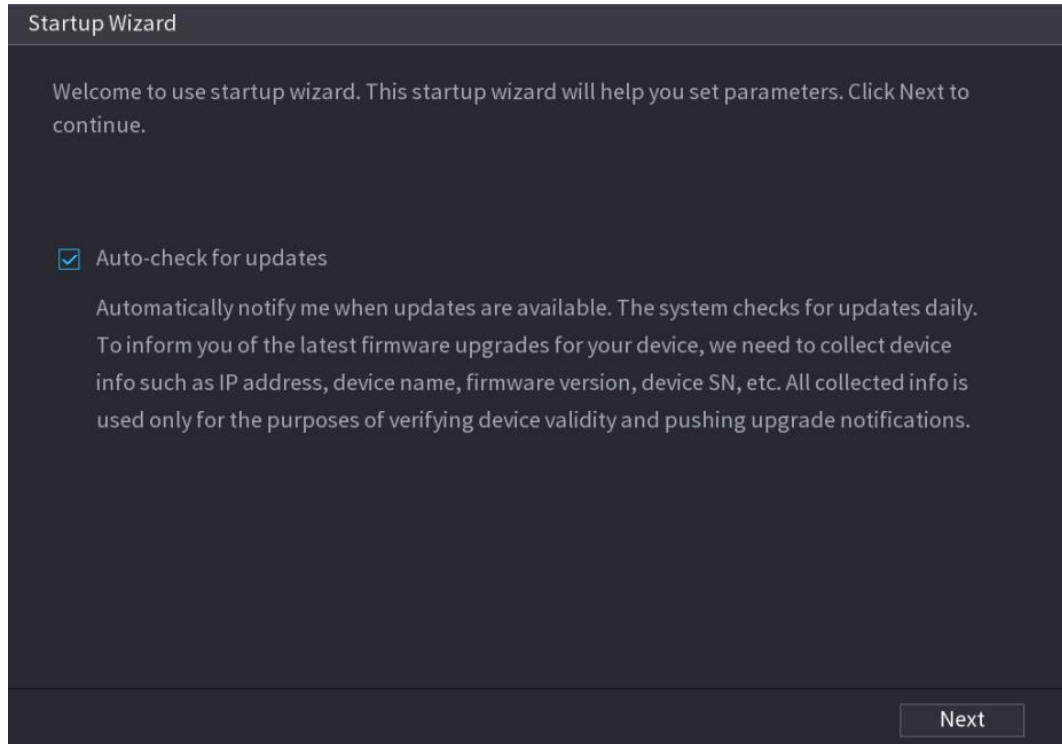 Startup Wizard
Welcome to use startup wizard. This startup wizard will help you set parameters. Click Next to
continue.
Auto-check for updates
Automatically notify me when updates are available. The system checks for updates daily.
To inform you of the latest firmware upgrades for your device, we need to collect device
info such as IP address, device name, firmware version, device SN, etc. All collected info is
used only for the purposes of verifying device validity and pushing upgrade notifications.
Next